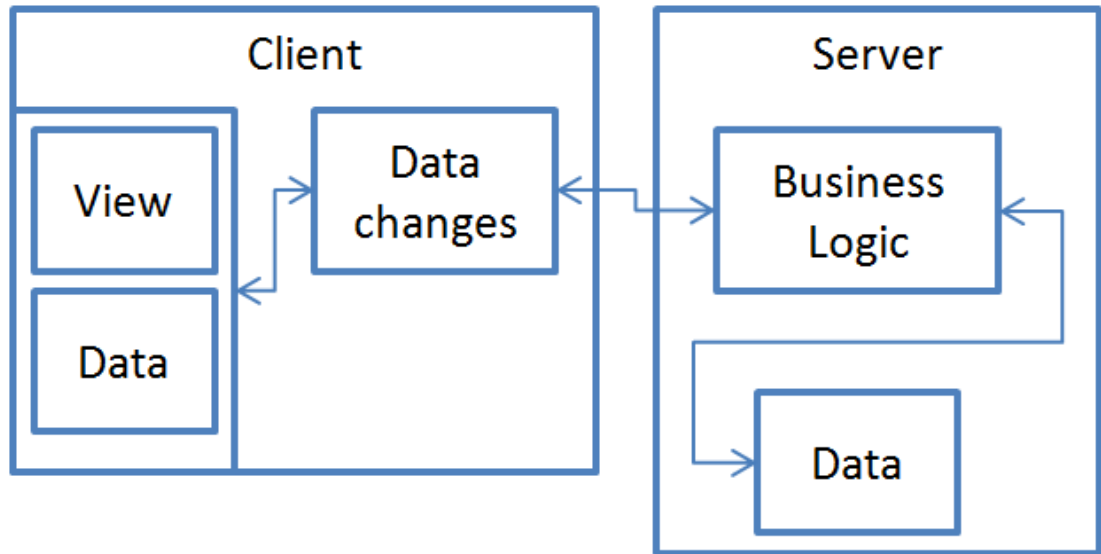 Client
View
Data
Data
changes
Server
Business
Logic
Data